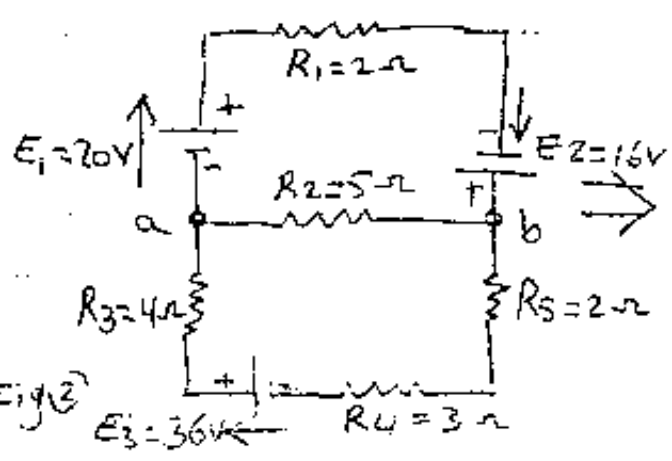 R1=2Ω
+
-
E1=20V
-
E2=16V
+
-
R2=5Ω
a
b
R3=4Ω
R5=2Ω
+
-
Fig 2
E3=36V
R4=3Ω